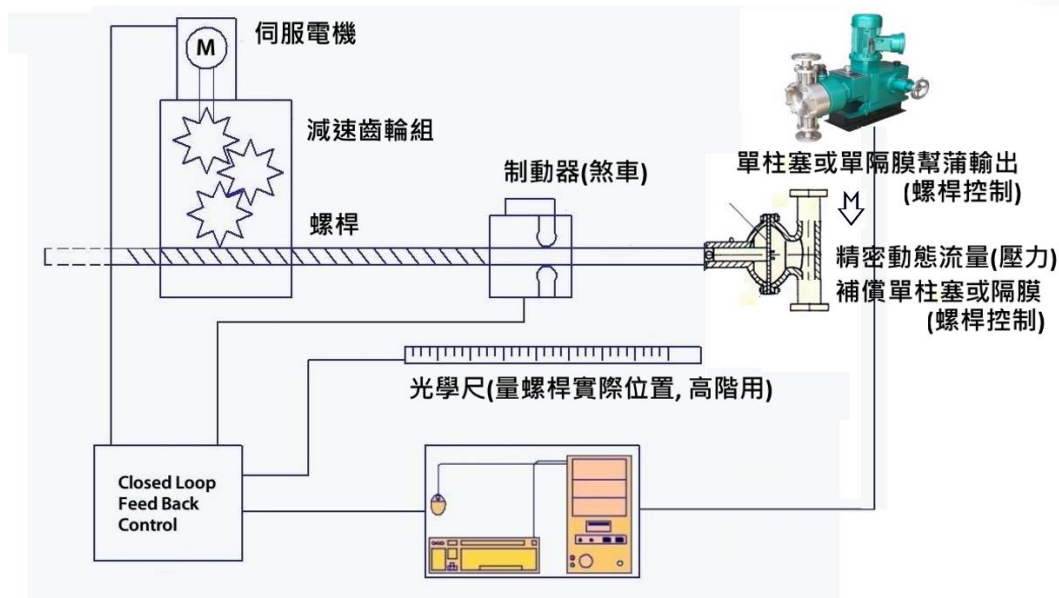 M
伺服電機
減速齒輪組
螺桿
制動器(煞車)
單柱塞或單隔膜幫蒲輸出
(螺桿控制)
M
精密動態流量(壓力)
補償單柱塞或隔膜
(螺桿控制)
光學尺(量螺桿實際位置, 高階用)
Closed Loop
Feed Back
Control